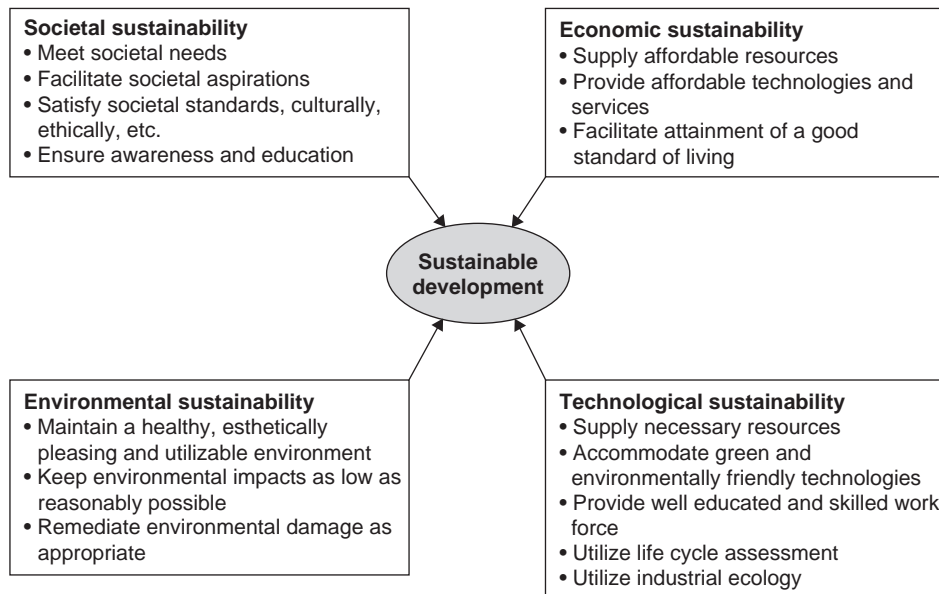 Societal sustainability
• Meet societal needs
• Facilitate societal aspirations
• Satisfy societal standards, culturally,
ethically, etc.
• Ensure awareness and education
Economic sustainability
• Supply affordable resources
• Provide affordable technologies and
services
• Facilitate attainment of a good
standard of living
Sustainable
development
Environmental sustainability
• Maintain a healthy, esthetically
pleasing and utilizable environment
• Keep environmental impacts as low as
reasonably possible
• Remediate environmental damage as
appropriate
Technological sustainability
• Supply necessary resources
• Accommodate green and
environmentally friendly technologies
• Provide well educated and skilled work
force
• Utilize life cycle assessment
• Utilize industrial ecology